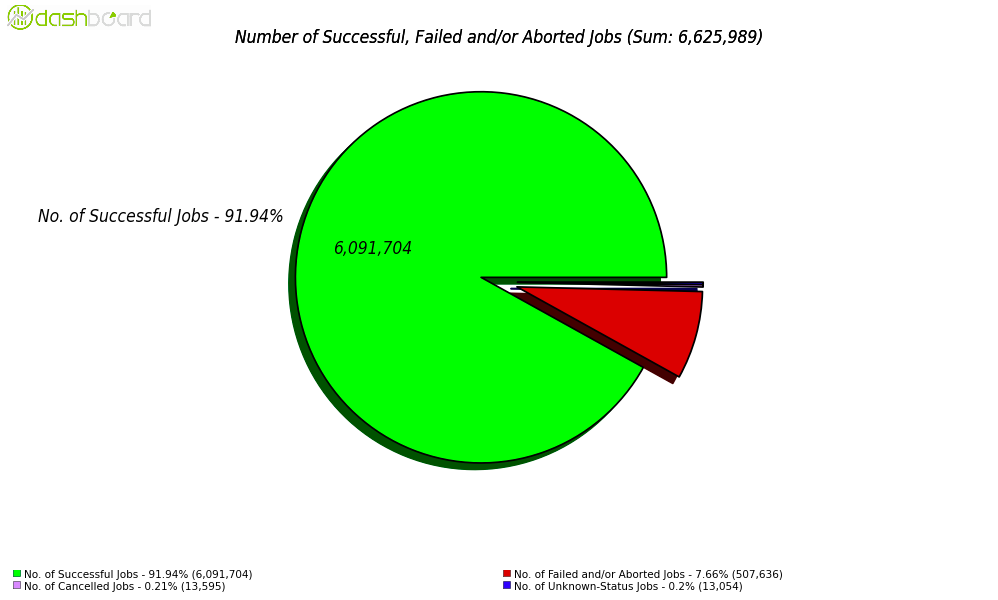 dashboard
Number of Successful, Failed and/or Aborted Jobs (Sum: 6,625,989)
No. of Successful Jobs - 91.94%
6,091,704
No. of Successful Jobs - 91.94% (6,091,704)
No. of Failed and/or Aborted Jobs - 7.66% (507,636)
No. of Cancelled Jobs - 0.21% (13,595)
No. of Unknown-Status Jobs - 0.2% (13,054)